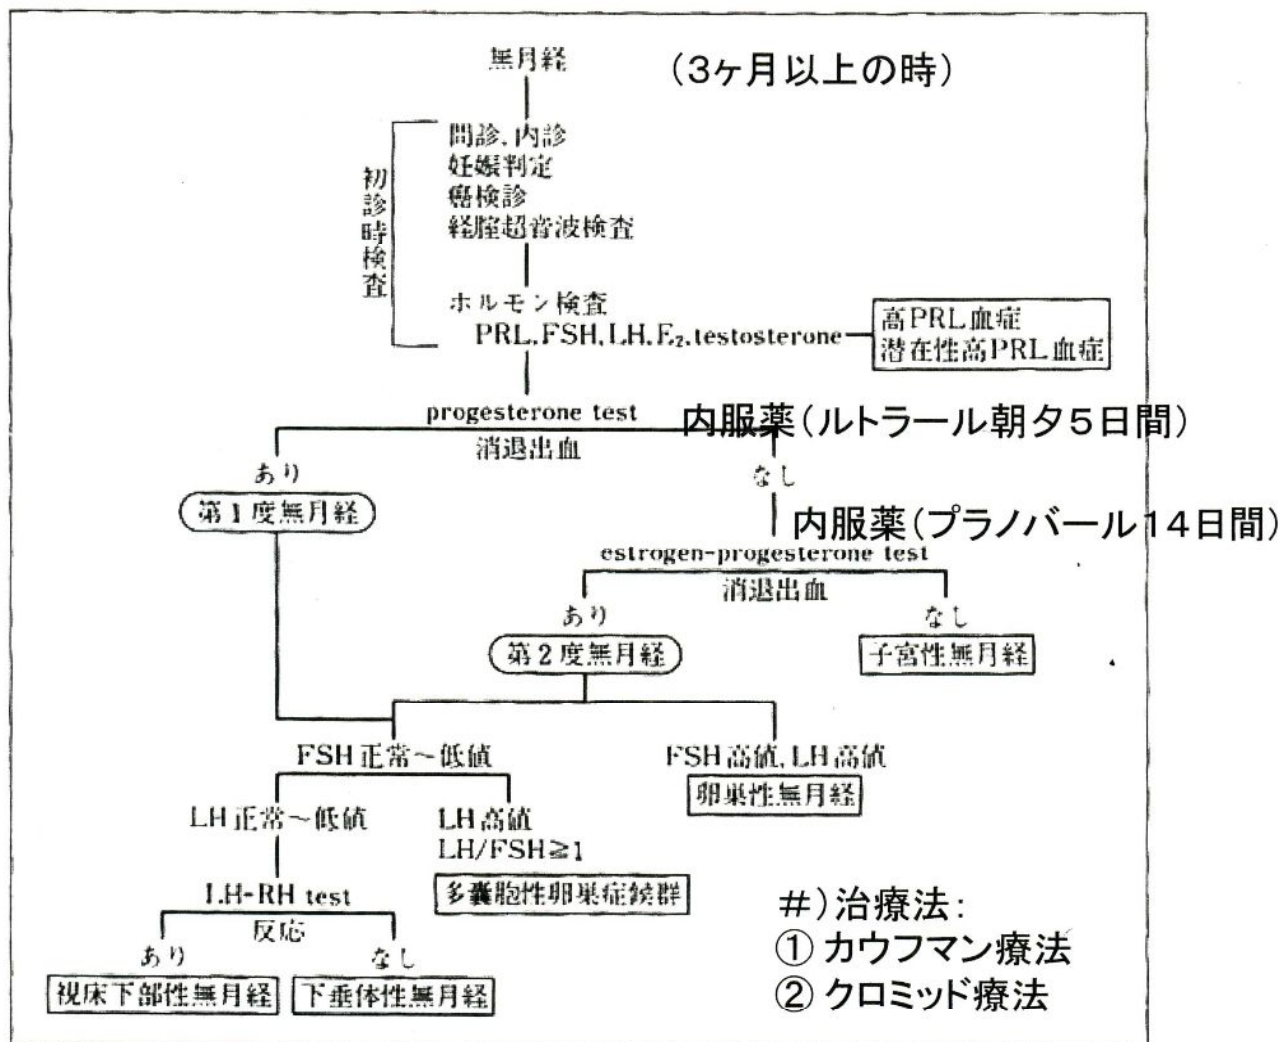 無月経
(3ヶ月以上の時)
初診時検査
問診,内診
妊娠判定
癌検診
経腟超音波検査
ホルモン検査
PRL,FSH,LH,E₂,testosterone
高PRL血症
潜在性高PRL血症
progesterone test
内服薬(ルトラール朝夕5日間)
消退出血
あり
なし
第1度無月経
内服薬(プラノバール14日間)
estrogen-progesterone test
消退出血
あり
なし
第2度無月経
子宮性無月経
FSH正常~低値
FSH高値,LH高値
卵巣性無月経
LH正常~低値
LH高値
LH/FSH≧1
多嚢胞性卵巣症候群
LH-RH test
反応
あり
なし
視床下部性無月経
下垂体性無月経
#)治療法:
① カウフマン療法
② クロミッド療法